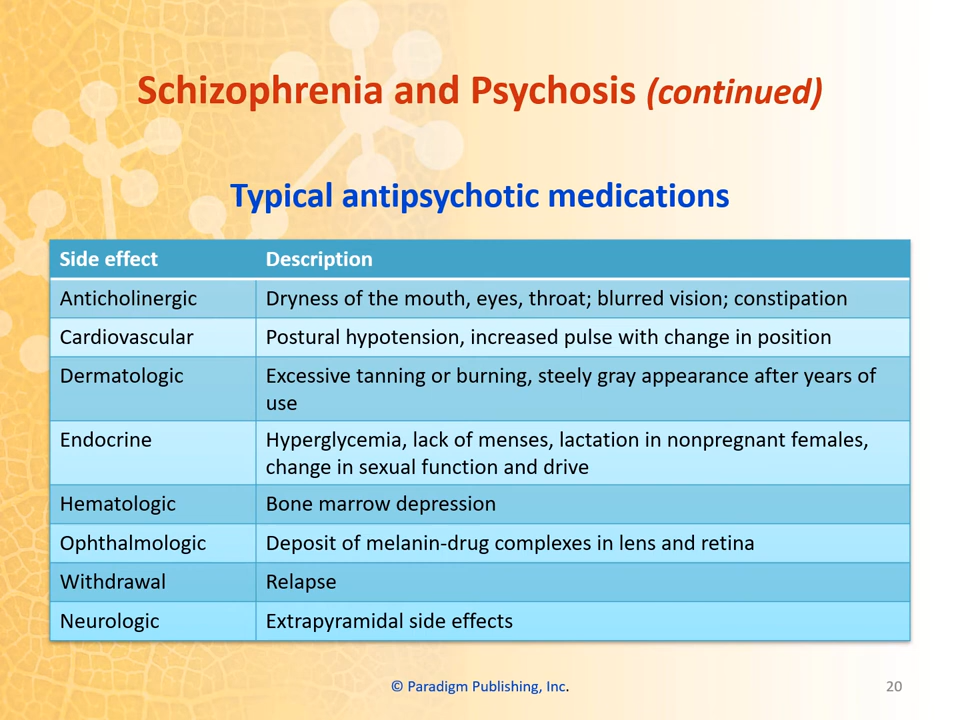 Schizophrenia and Psychosis (continued)
Typical antipsychotic medications
Side effect Description
Anticholinergic Dryness of the mouth, eyes, throat; blurred vision; constipation
Cardiovascular Postural hypotension, increased pulse with change in position
Dermatologic Excessive tanning or burning, steely gray appearance after years of
use
Endocrine Hyperglycemia, lack of menses, lactation in nonpregnant females,
change in sexual function and drive
Hematologic Bone marrow depression
Ophthalmologic Deposit of melanin-drug complexes in lens and retina
Withdrawal Relapse
Neurologic Extrapyramidal side effects
© Paradigm Publishing, Inc. 20